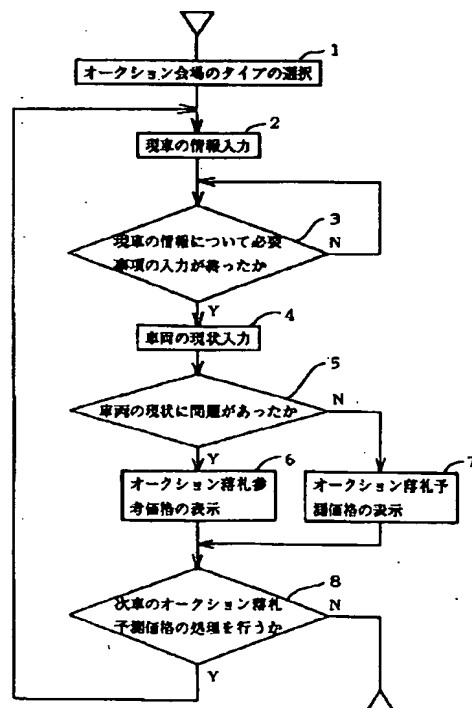 1
オークション会場のタイプの選択
2
現車の情報入力
3
現車の情報について必要
事項の入力が終ったか
N
Y
4
車両の現状入力
5
車両の現状に問題があったか
N
Y
6
オークション落札参
考価格の表示
7
オークション落札予
測価格の表示
8
次車のオークション落札
予測価格の処理を行うか
N
Y